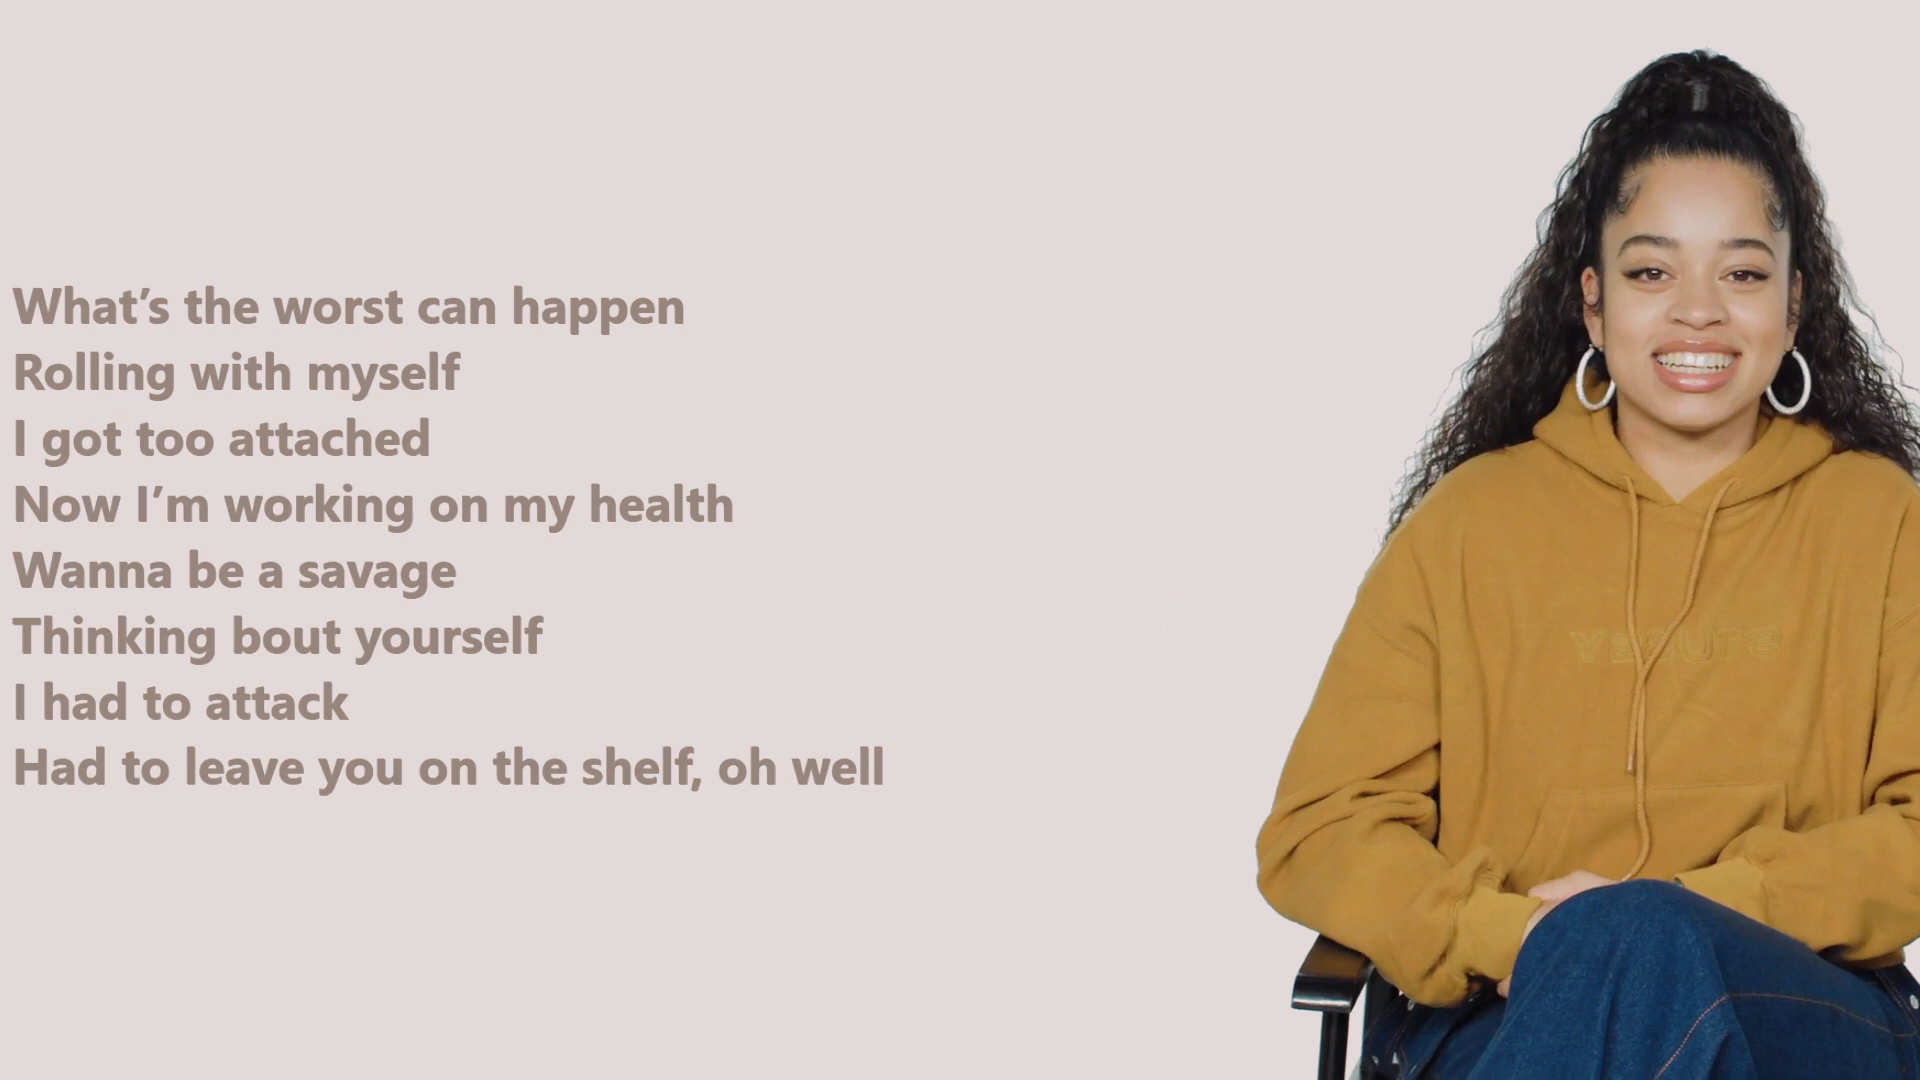 What’s the worst can happen
Rolling with myself
I got too attached
Now I’m working on my health
Wanna be a savage
Thinking bout yourself
I had to attack
Had to leave you on the shelf, oh well